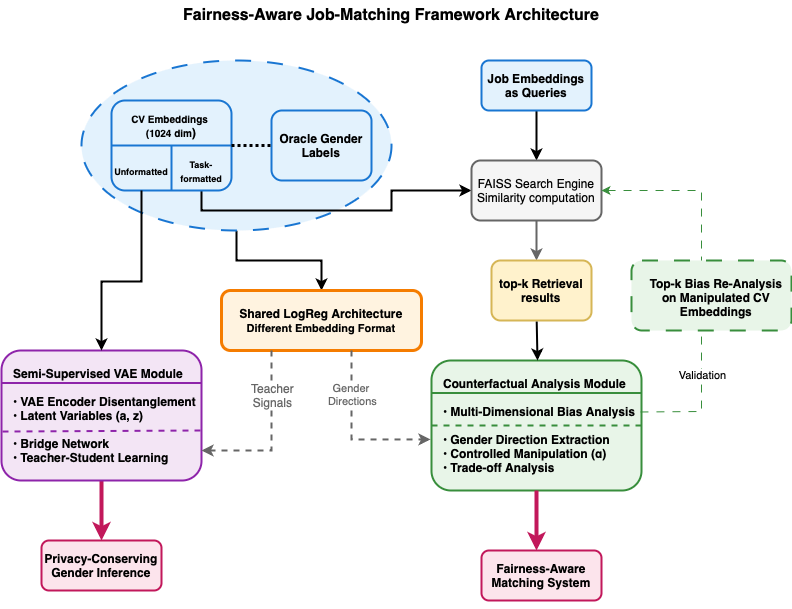 Fairness-Aware Job-Matching Framework Architecture
Job Embeddings
as Queries
CV Embeddings
(1024 dim)
Unformatted
Task-
formatted
Oracle Gender
Labels
FAISS Search Engine
Similarity computation
top-k Retrieval
results
Top-k Bias Re-Analysis
on Manipulated CV
Embeddings
Shared LogReg Architecture
Different Embedding Format
Teacher
Signals
Gender
Directions
Validation
Semi-Supervised VAE Module
· VAE Encoder Disentanglement
· Latent Variables (a, z)
· Bridge Network
· Teacher-Student Learning
Counterfactual Analysis Module
· Multi-Dimensional Bias Analysis
· Gender Direction Extraction
· Controlled Manipulation (α)
· Trade-off Analysis
Privacy-Conserving
Gender Inference
Fairness-Aware
Matching System